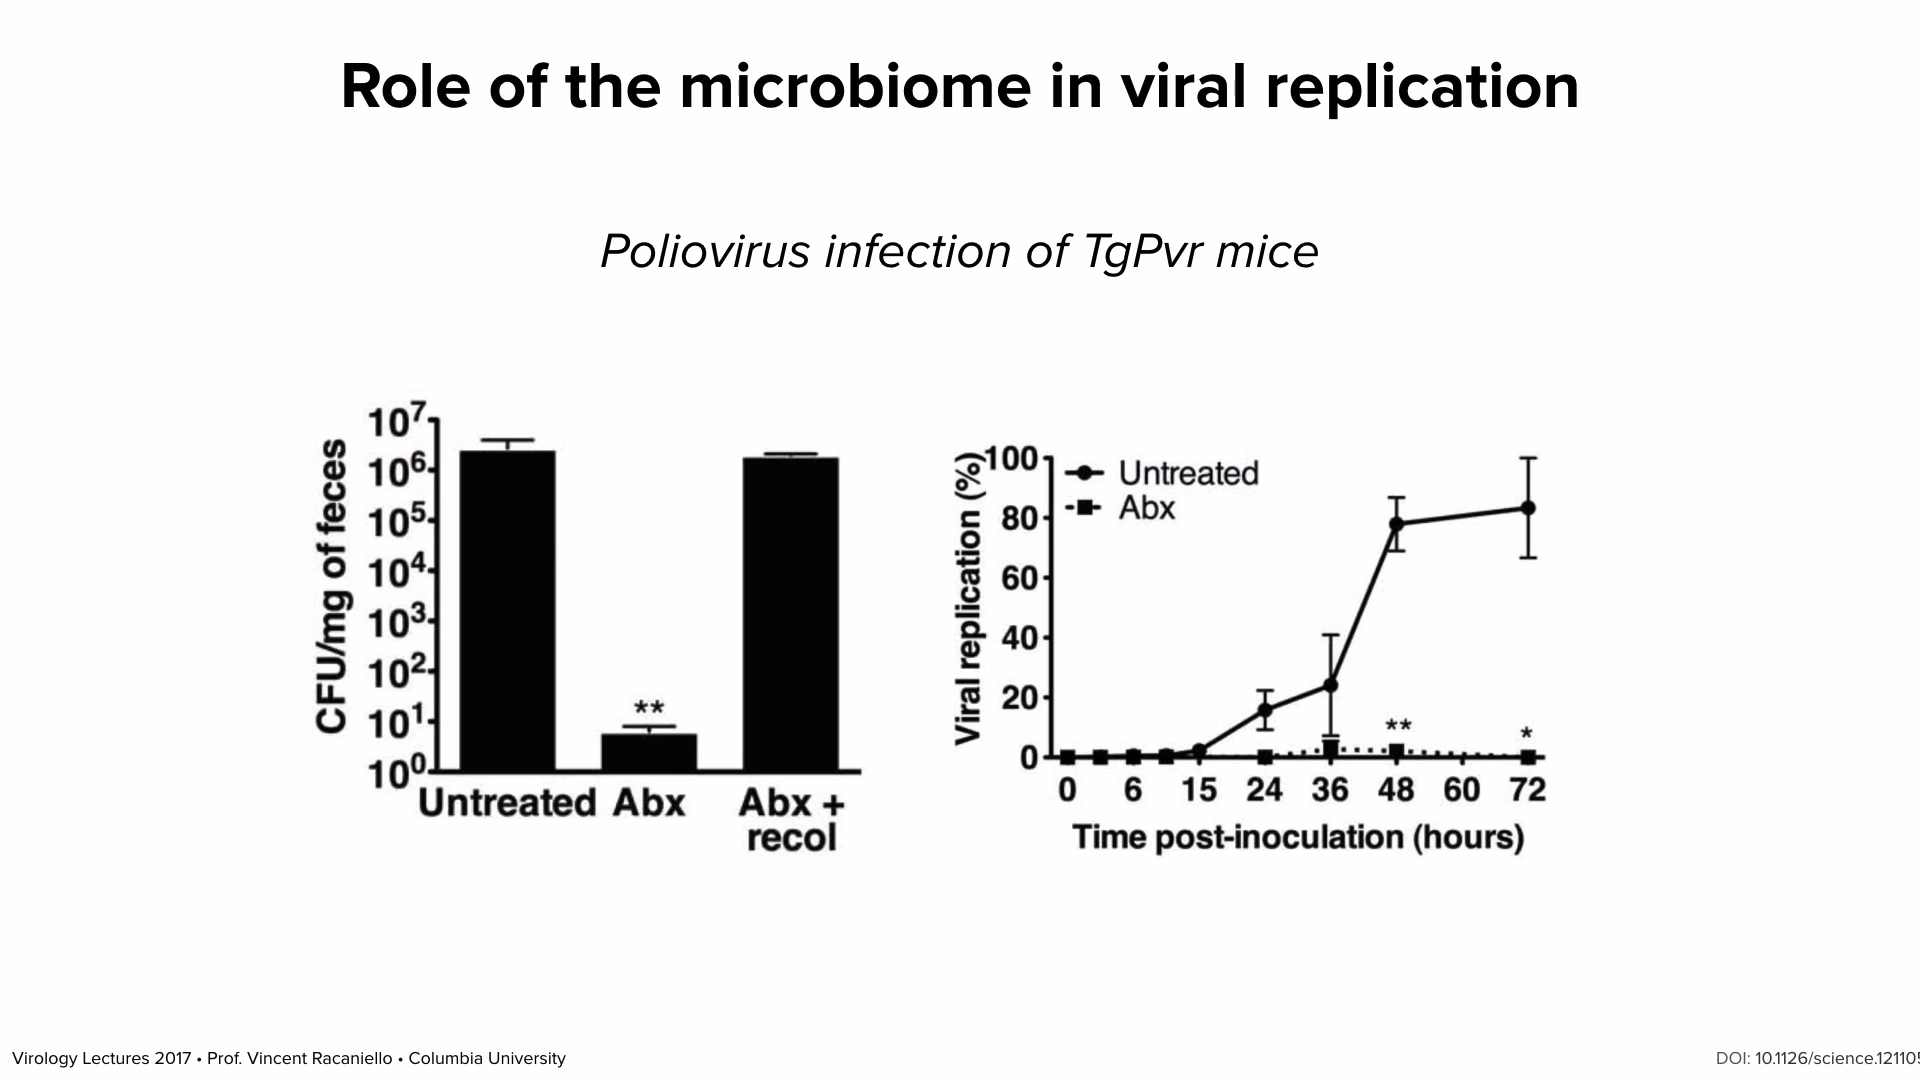 Role of the microbiome in viral replication
Poliovirus infection of TgPvr mice
CFU/mg of feces
10⁷
10⁶
10⁵
10⁴
10³
10²
10¹
10⁰
**
Untreated Abx Abx +
recol
Viral replication (%)
100
80
60
40
20
0
Untreated
Abx
**
*
0 6 15 24 36 48 60 72
Time post-inoculation (hours)
Virology Lectures 2017 • Prof. Vincent Racaniello • Columbia University
DOI: 10.1126/science.12110